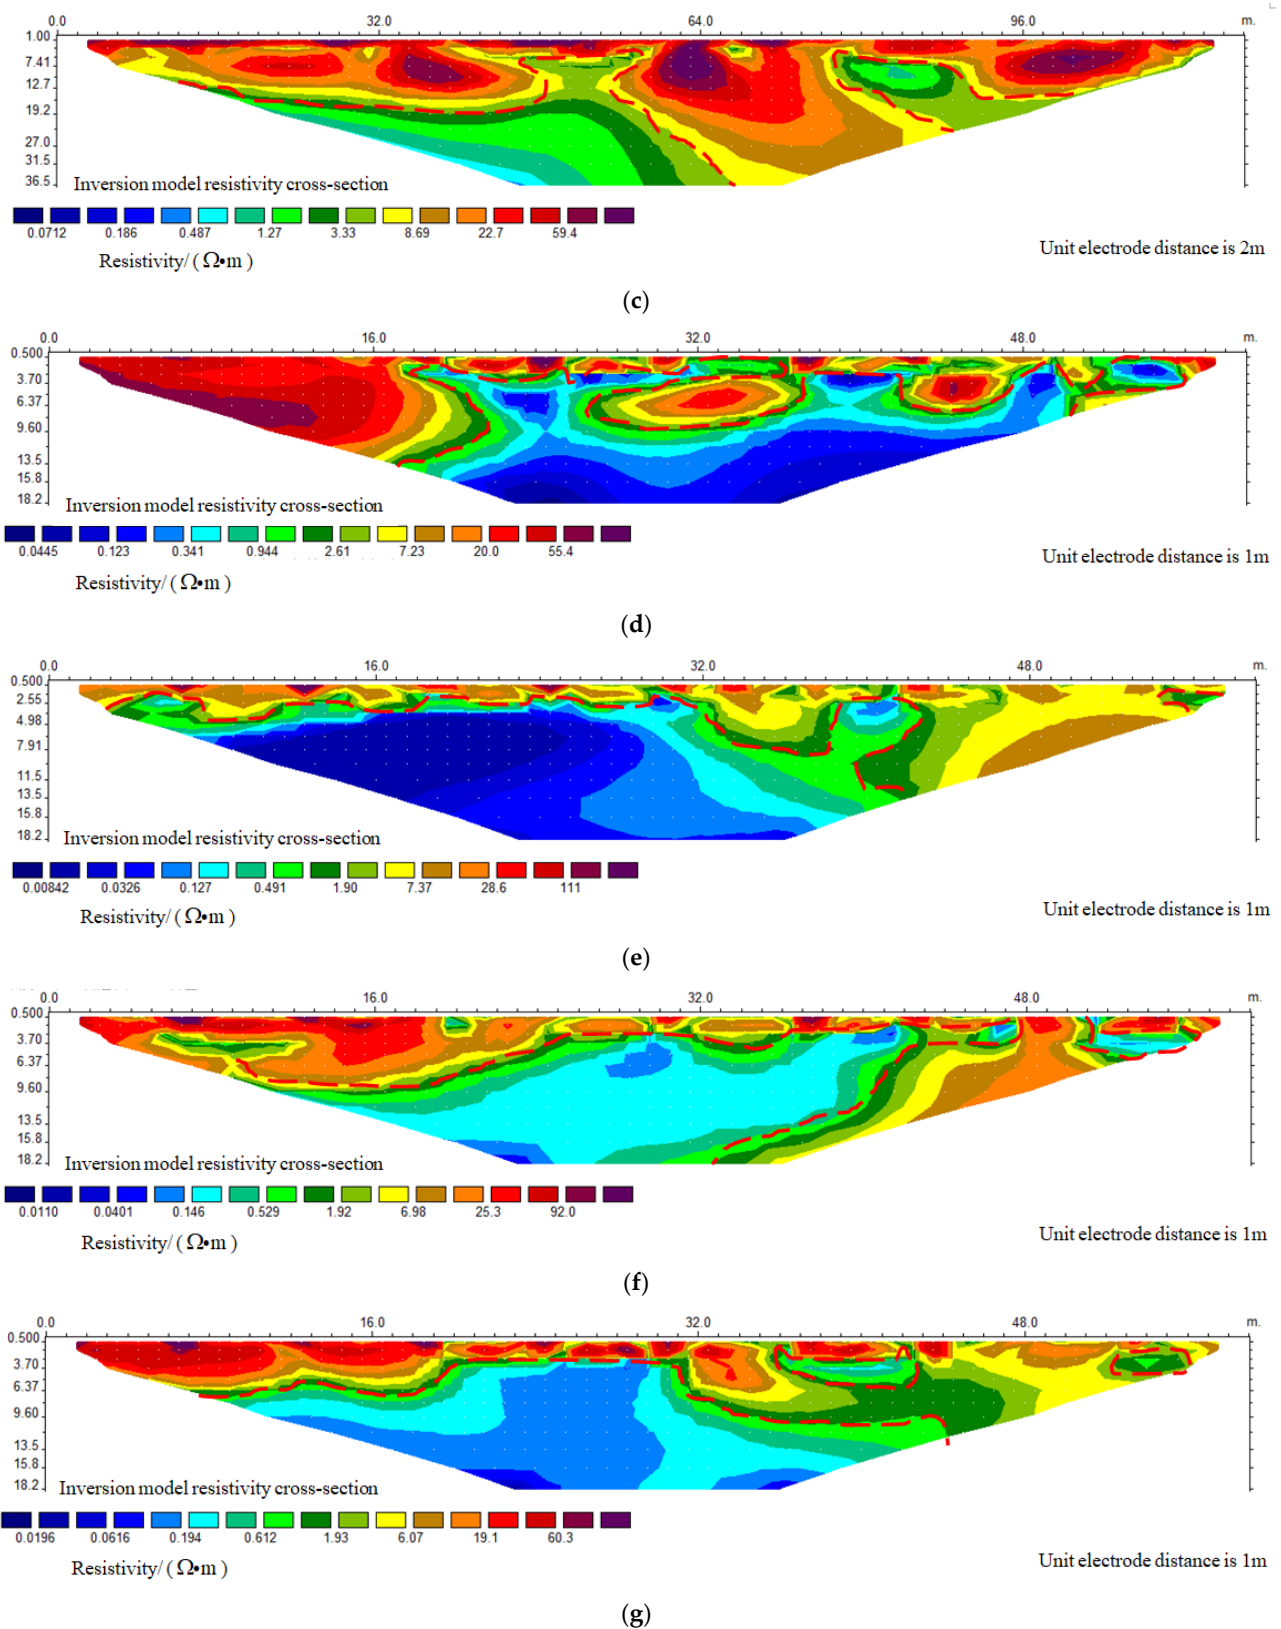 0.0 32.0 64.0 96.0 m.
1.00
7.41
12.7
19.2
27.0
31.5
36.5
Inversion model resistivity cross-section
0.0712 0.186 0.487 1.27 3.33 8.69 22.7 59.4
Resistivity/ ( Ω•m )
Unit electrode distance is 2m
(c)
0.0 16.0 32.0 48.0 m.
0.500
3.70
6.37
9.60
13.5
15.8
18.2
Inversion model resistivity cross-section
0.0445 0.123 0.341 0.944 2.61 7.23 20.0 55.4
Resistivity/ ( Ω•m )
Unit electrode distance is 1m
(d)
0.0 16.0 32.0 48.0 m.
0.500
2.55
4.98
7.91
11.5
13.5
15.8
18.2
Inversion model resistivity cross-section
0.00842 0.0326 0.127 0.491 1.90 7.37 28.6 111
Resistivity/ ( Ω•m )
Unit electrode distance is 1m
(e)
0.0 16.0 32.0 48.0 m.
0.500
3.70
6.37
9.60
13.5
15.8
18.2
Inversion model resistivity cross-section
0.0110 0.0401 0.146 0.529 1.92 6.98 25.3 92.0
Resistivity/ ( Ω•m )
Unit electrode distance is 1m
(f)
0.0 16.0 32.0 48.0 m.
0.500
3.70
6.37
9.60
13.5
15.8
18.2
Inversion model resistivity cross-section
0.0196 0.0616 0.194 0.612 1.93 6.07 19.1 60.3
Resistivity/ ( Ω•m )
Unit electrode distance is 1m
(g)